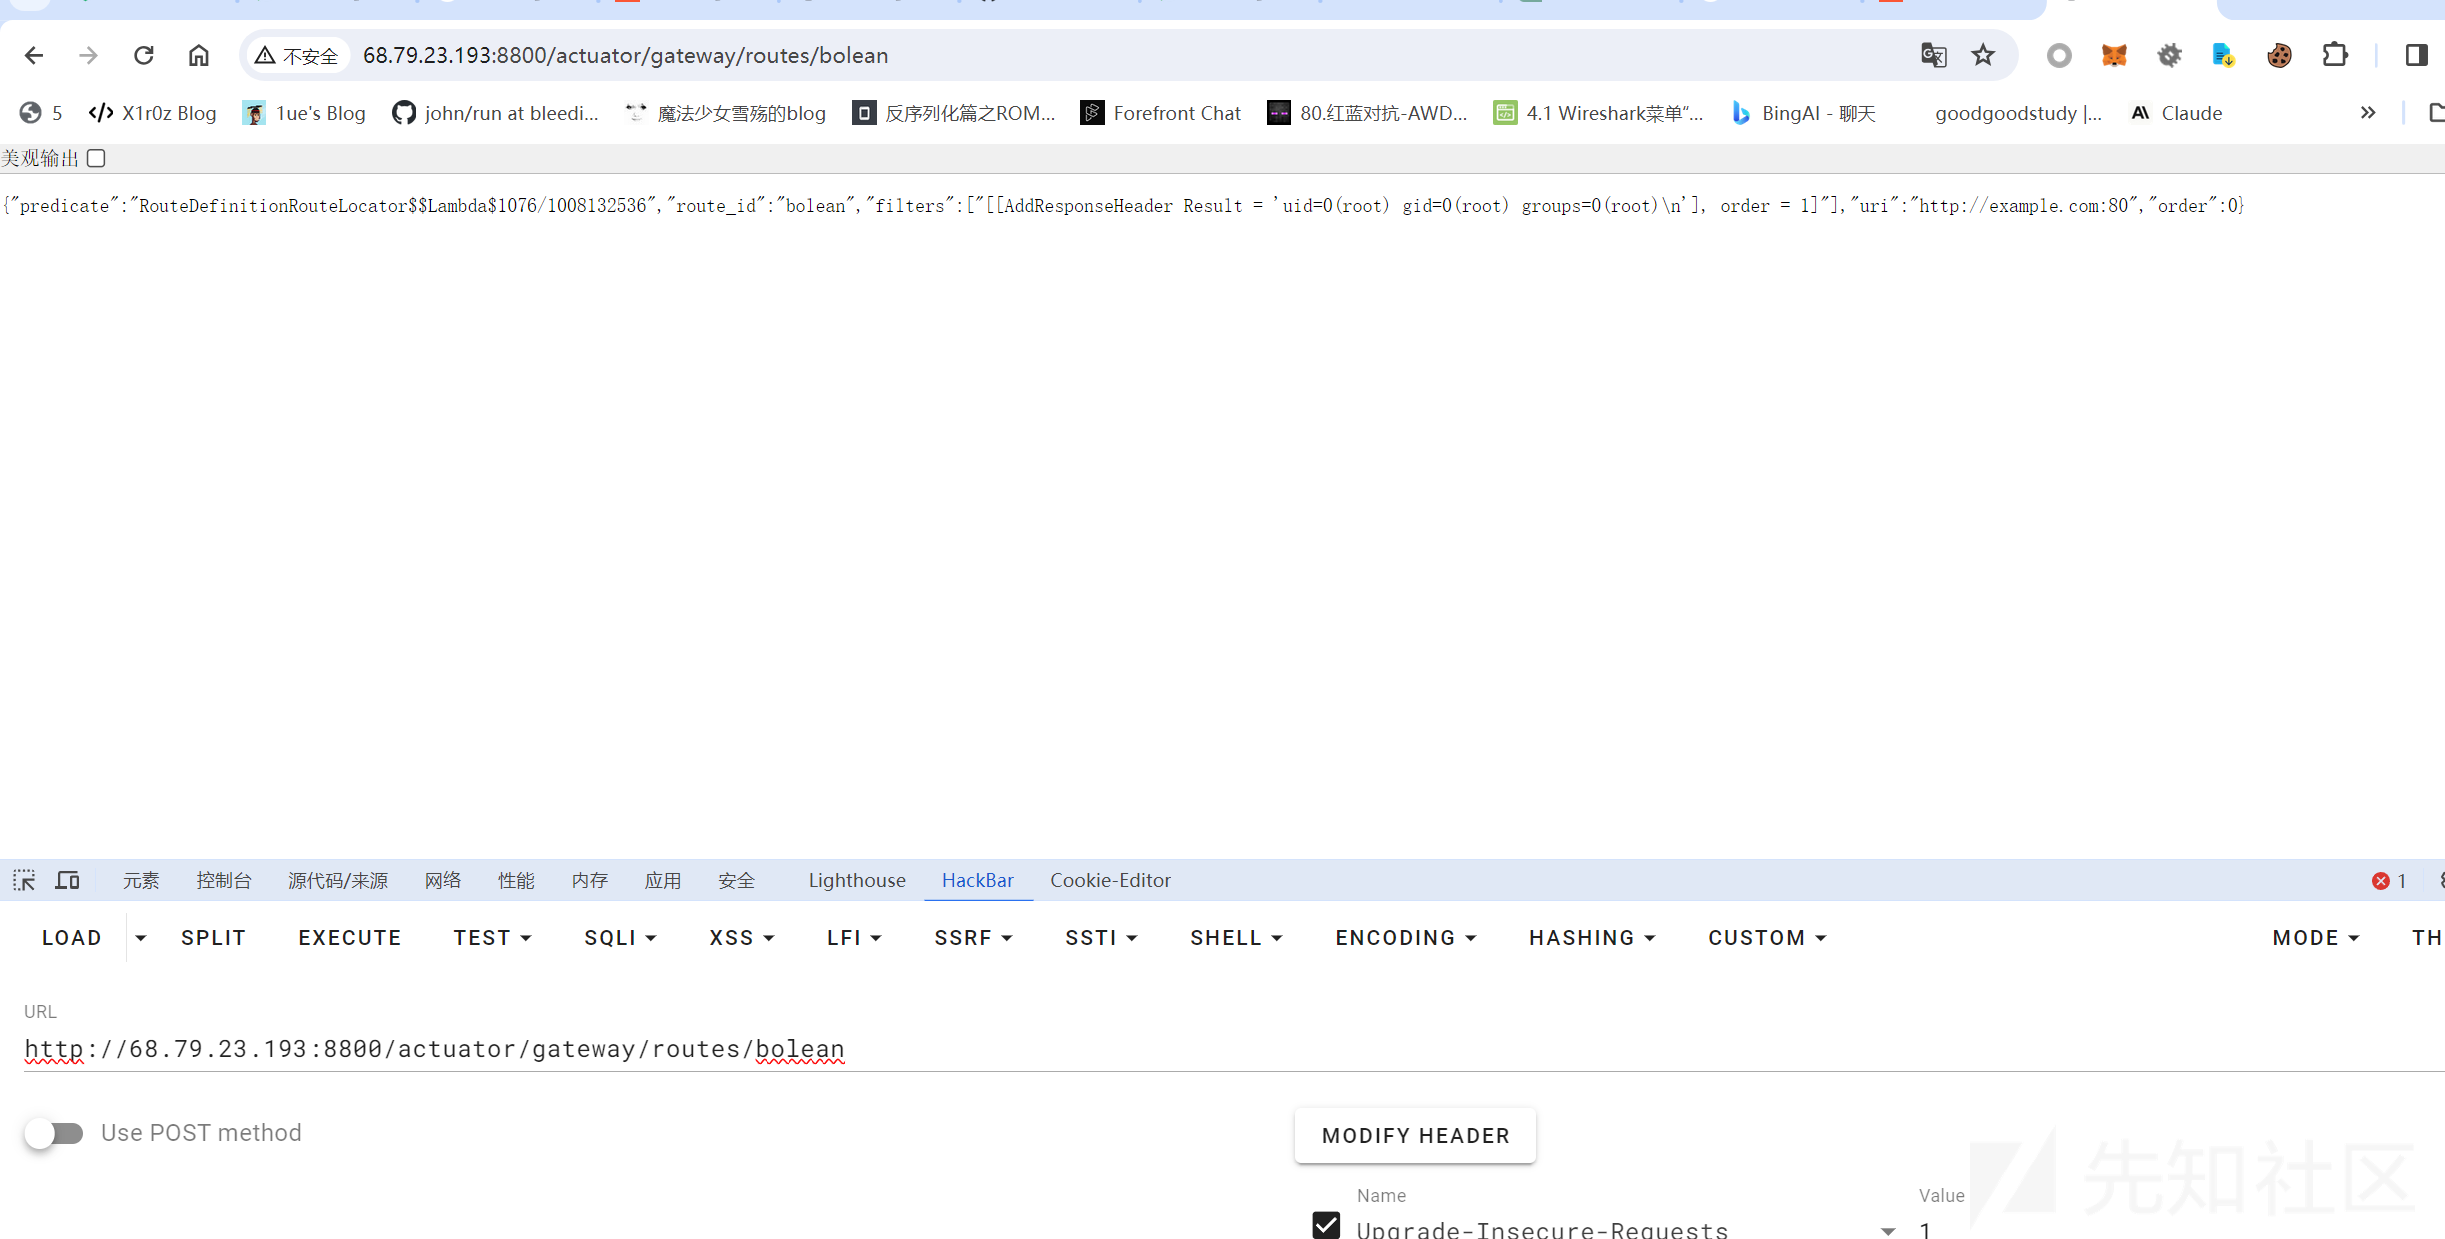 不安全 68.79.23.193:8800/actuator/gateway/routes/bolean
5 X1r0z Blog 1ue's Blog john/run at bleedi... 魔法少女雪殇的blog 反序列化篇之ROM... Forefront Chat 80.红蓝对抗-AWD... 4.1 Wireshark菜单“... BingAI - 聊天 goodgoodstudy |... Claude »
美观输出
{"predicate":"RouteDefinitionRouteLocator$$Lambda$1076/1008132536","route_id":"bolean","filters":["[[AddResponseHeader Result = 'uid=0(root) gid=0(root) groups=0(root)\n'], order = 1]"],"uri":"http://example.com:80","order":0}
元素 控制台 源代码/来源 网络 性能 内存 应用 安全 Lighthouse HackBar Cookie-Editor 1
LOAD SPLIT EXECUTE TEST SQLI XSS LFI SSRF SSTI SHELL ENCODING HASHING CUSTOM MODE TH
URL
http://68.79.23.193:8800/actuator/gateway/routes/bolean
Use POST method
MODIFY HEADER
Name Value
Upgrade-Insecure-Requests 1
先知社区